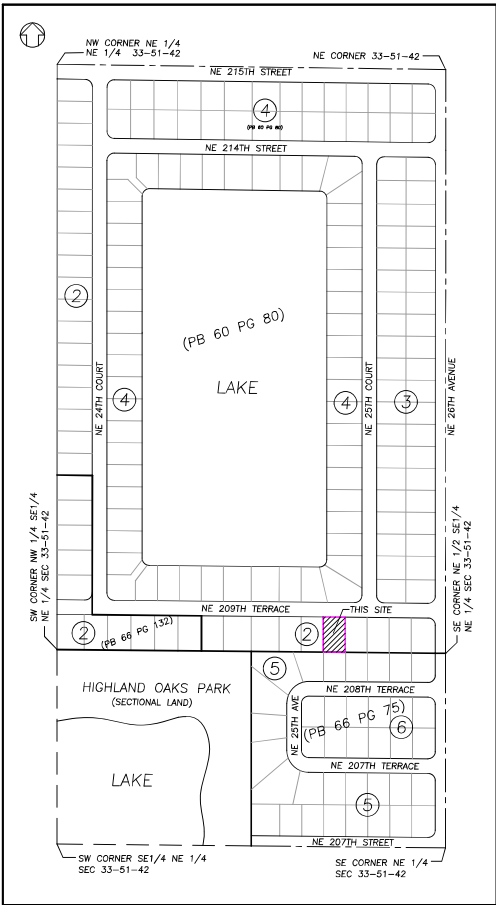 NW CORNER NE 1/4
NE 1/4  33-51-42
NE CORNER 33-51-42
NE 215TH STREET
4
(PB 60 PG 80)
NE 214TH STREET
2
(PB 60 PG 80)
LAKE
NE 24TH COURT
4
4
NE 25TH COURT
3
NE 26TH AVENUE
SW CORNER NW 1/4 SE1/4
NE 1/4 SEC 33-51-42
SE CORNER NE 1/2 SE1/4
NE 1/4 SEC 33-51-42
NE 209TH TERRACE
THIS SITE
2
(PB 66 PG 132)
2
5
HIGHLAND OAKS PARK
(SECTIONAL LAND)
NE 208TH TERRACE
NE 25TH AVE
(PB 66 PG 75)
6
NE 207TH TERRACE
LAKE
5
NE 207TH STREET
SW CORNER SE1/4 NE 1/4
SEC 33-51-42
SE CORNER NE 1/4
SEC 33-51-42